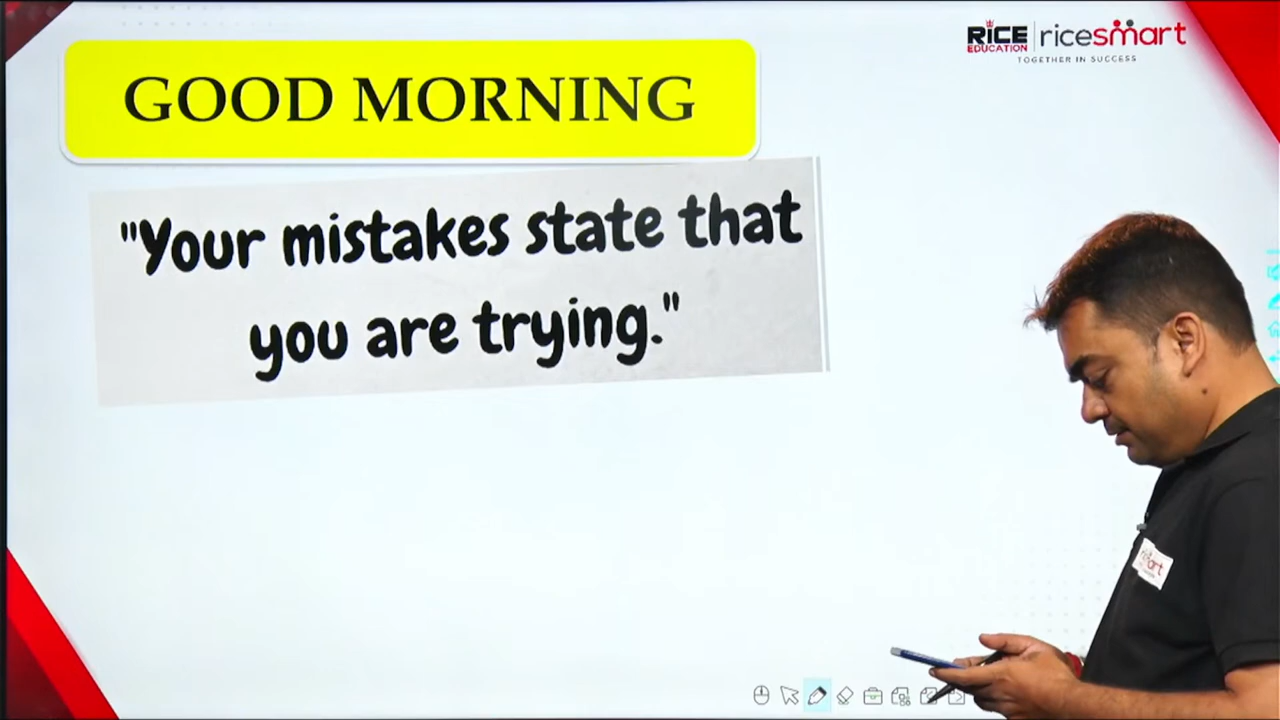 GOOD MORNING
RICE EDUCATION
ricesmart
TOGETHER IN SUCCESS
"Your mistakes state that
you are trying."